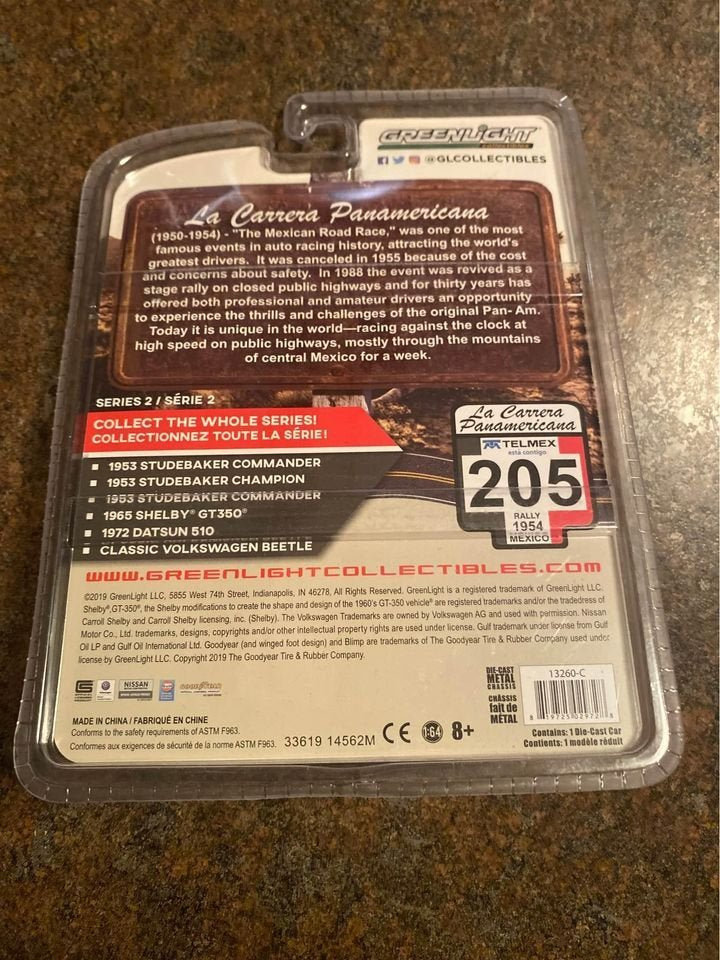 GREENLIGHT
collectibles
@GLCOLLECTIBLES
La Carrera Panamericana
(1950-1954) - "The Mexican Road Race," was one of the most
famous events in auto racing history, attracting the world's
greatest drivers. It was canceled in 1955 because of the cost
and concerns about safety. In 1988 the event was revived as a
stage rally on closed public highways and for thirty years has
offered both professional and amateur drivers an opportunity
to experience the thrills and challenges of the original Pan- Am.
Today it is unique in the world—racing against the clock at
high speed on public highways, mostly through the mountains
of central Mexico for a week.
SERIES 2 / SÉRIE 2
COLLECT THE WHOLE SERIES!
COLLECTIONNEZ TOUTE LA SÉRIE!
1953 STUDEBAKER COMMANDER
1953 STUDEBAKER CHAMPION
1953 STUDEBAKER COMMANDER
1965 SHELBY® GT350®
1972 DATSUN 510
CLASSIC VOLKSWAGEN BEETLE
La Carrera
Panamericana
TELMEX
está contigo
205
RALLY
1954
MÉXICO
WWW.GREENLIGHTCOLLECTIBLES.COM
©2019 GreenLight LLC, 5855 West 74th Street, Indianapolis, IN 46278, All Rights Reserved. GreenLight is a registered trademark of GreenLight LLC.
Shelby®,GT-350®, the Shelby modifications to create the shape and design of the 1960's GT-350 vehicle® are registered trademarks and/or the tradedress of
Carroll Shelby and Carroll Shelby licensing, inc. (Shelby). The Volkswagen Trademarks are owned by Volkswagen AG and used with permission. Nissan
Motor Co., Ltd. trademarks, designs, copyrights and/or other intellectual property rights are used under license. Gulf trademark under license from Gulf
Oil LP and Gulf Oil International Ltd. Goodyear (and winged foot design) and Blimp are trademarks of The Goodyear Tire & Rubber Company used under
license by GreenLight LLC. Copyright 2019 The Goodyear Tire & Rubber Company.
NISSAN
GOODYEAR
MADE IN CHINA / FABRIQUÉ EN CHINE
Conforms to the safety requirements of ASTM F963.
Conformes aux exigences de sécurité de la norme ASTM F963.
33619 14562M
CE
1:64
8+
DIE-CAST
METAL
CHASSIS
CHÂSSIS
fait de
MÉTAL
13260-C
8 19725 02972 8
Contains: 1 Die-Cast Car
Contients: 1 modèle réduit